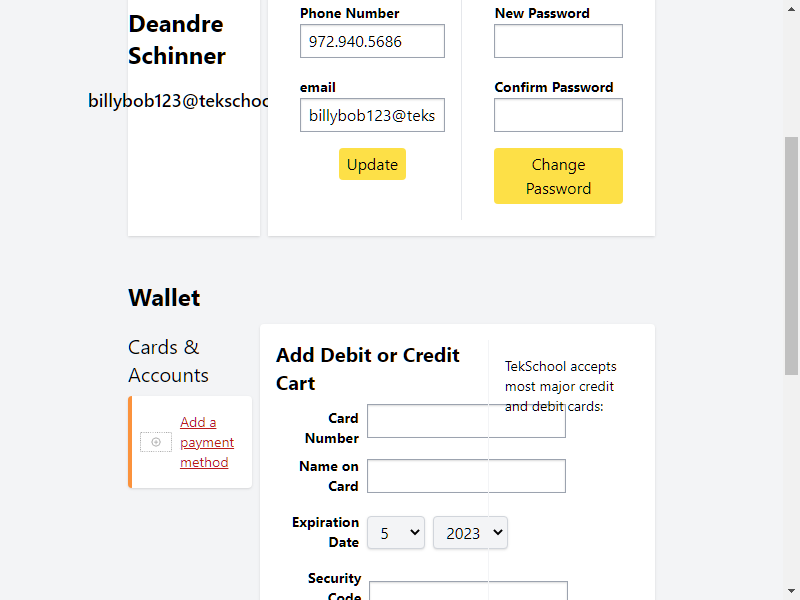 Deandre
Schinner
billybob123@tekschoo
Phone Number
972.940.5686
email
billybob123@teks
Update
New Password
Confirm Password
Change
Password
Wallet
Cards &
Accounts
Add a
payment
method
Add Debit or Credit
Cart
Card
Number
Name on
Card
Expiration
Date
5
2023
Security
Code
TekSchool accepts
most major credit
and debit cards: